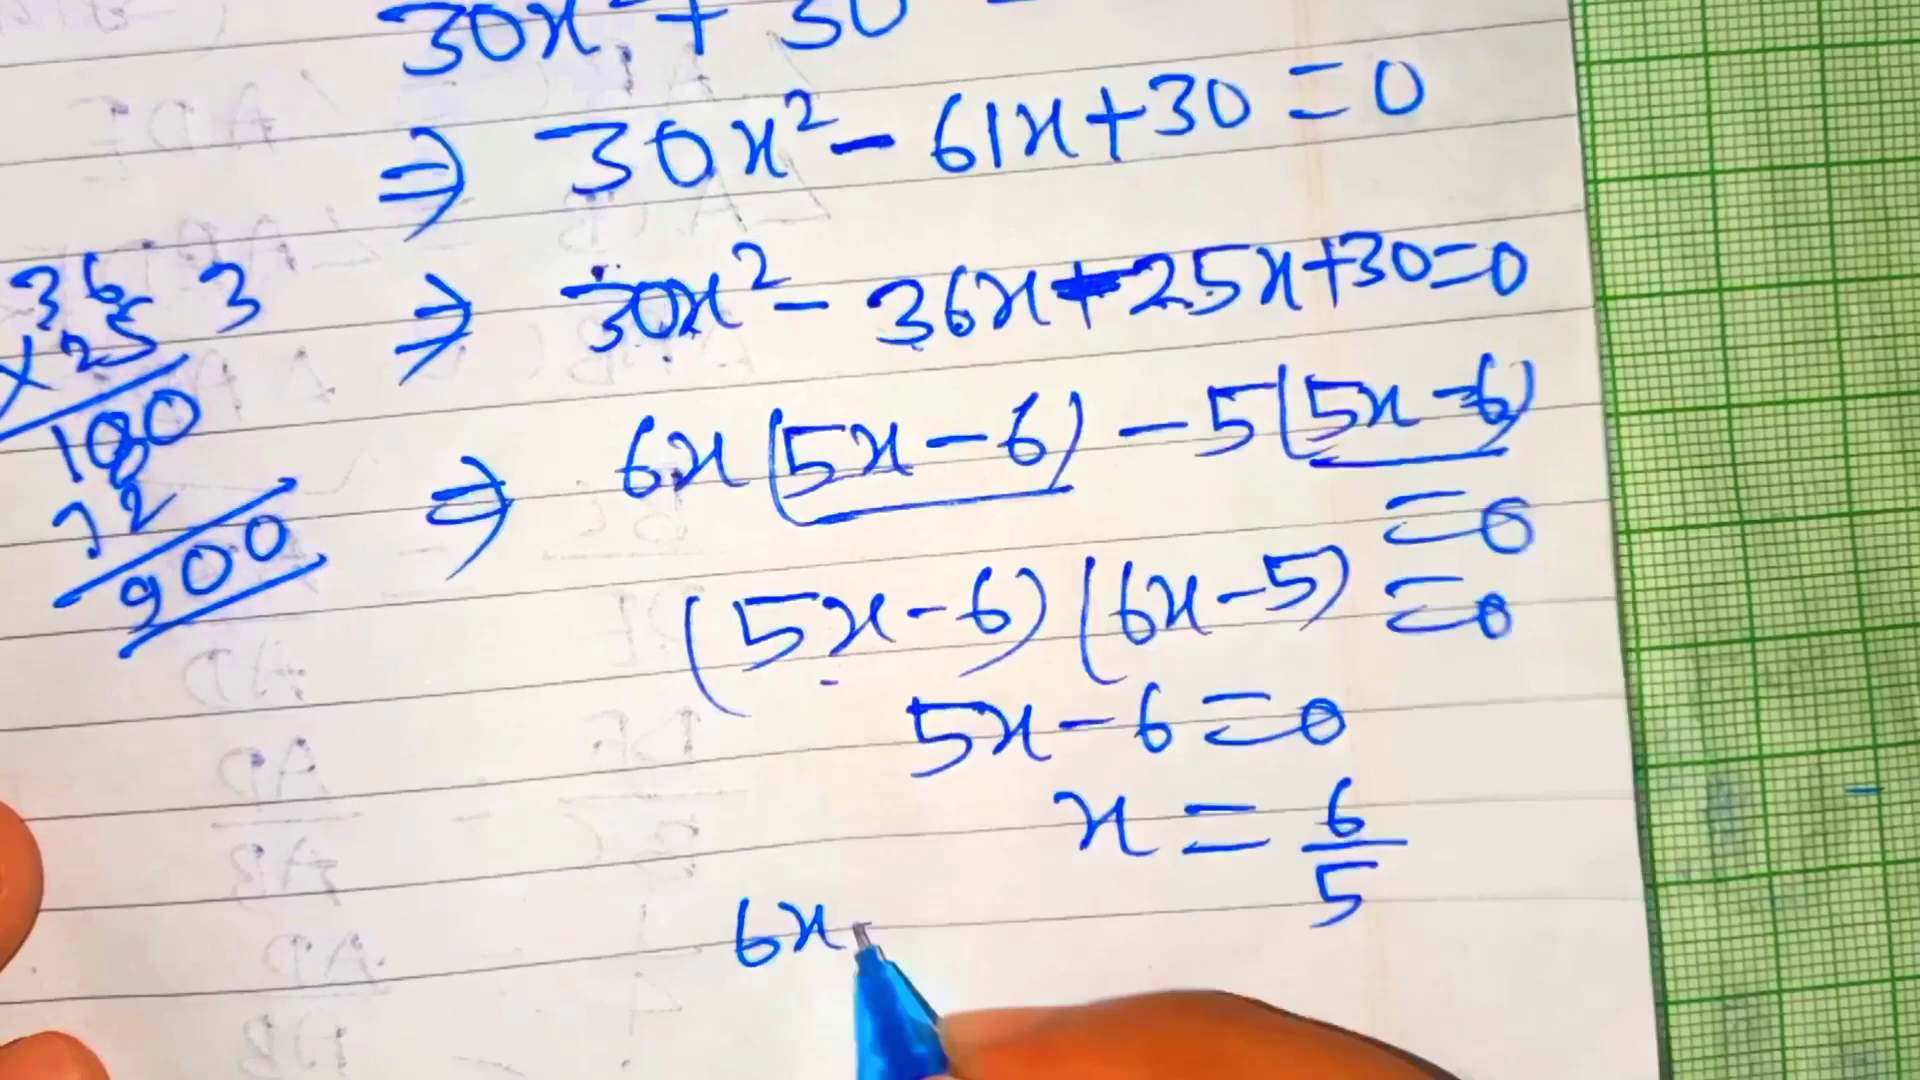 30x² + 30
⇒ 30x² - 61x + 30 = 0
⇒ 30x² - 36x - 25x + 30 = 0
36 3
× 25
180
72
900
⇒ 6x (5x - 6) - 5 (5x - 6)
= 0
(5x - 6) (6x - 5) = 0
5x - 6 = 0
x = 6/5
6x